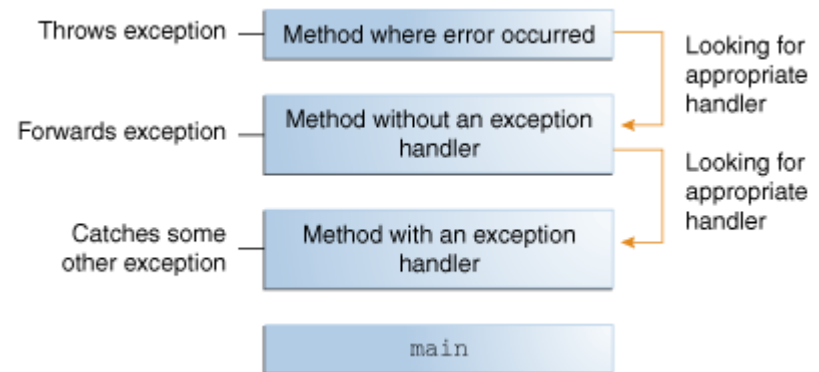 Throws exception
Method where error occurred
Looking for
appropriate
handler
Forwards exception
Method without an exception
handler
Looking for
appropriate
handler
Catches some
other exception
Method with an exception
handler
main